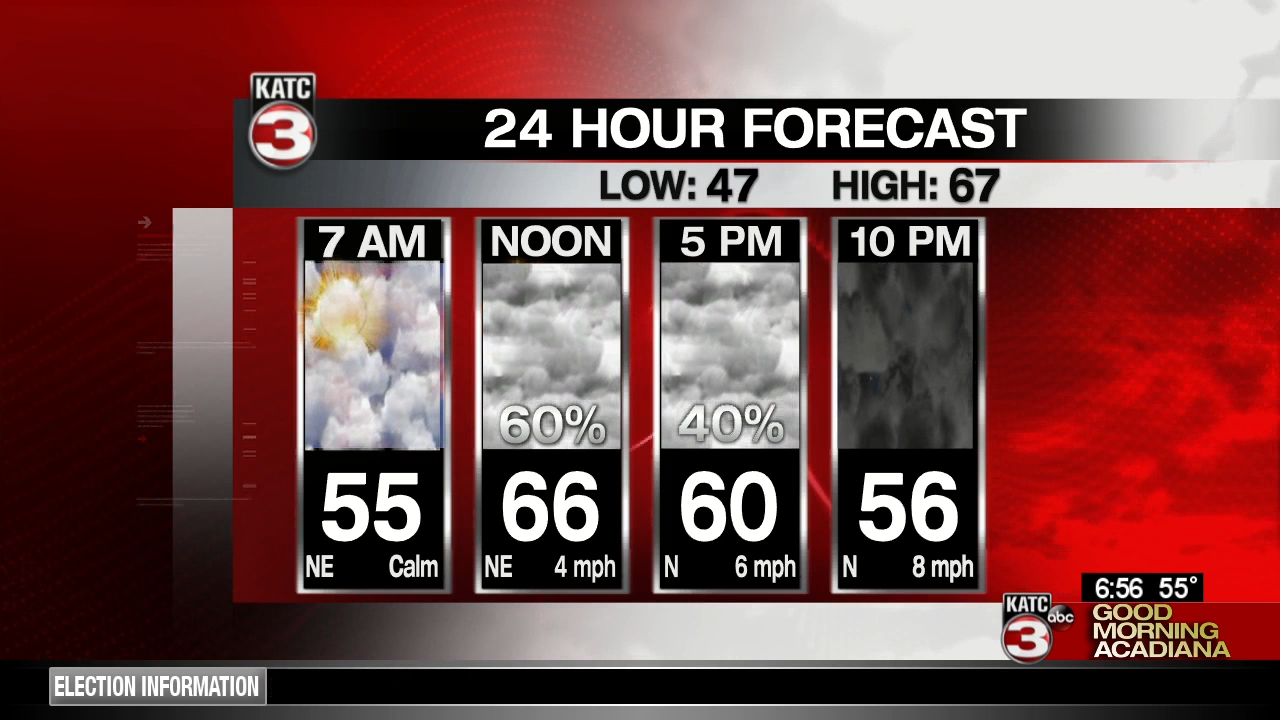 KATC
3
24 HOUR FORECAST
LOW: 47 HIGH: 67
7 AM
55
NE Calm
NOON
60%
66
NE 4 mph
5 PM
40%
60
N 6 mph
10 PM
56
N 8 mph
6:56 55°
KATC
3
abc
GOOD
MORNING
ACADIANA
ELECTION INFORMATION